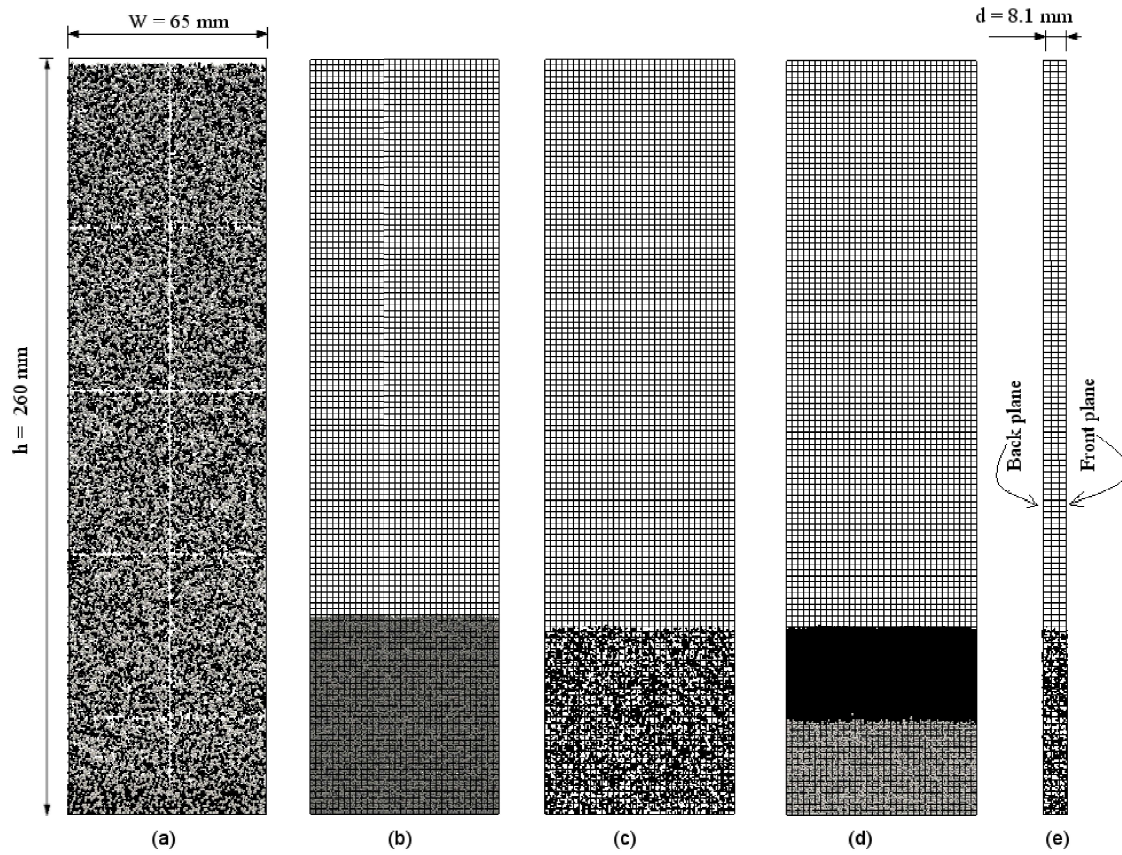 W = 65 mm
d = 8.1 mm
h = 260 mm
Back plane
Front plane
(a)
(b)
(c)
(d)
(e)